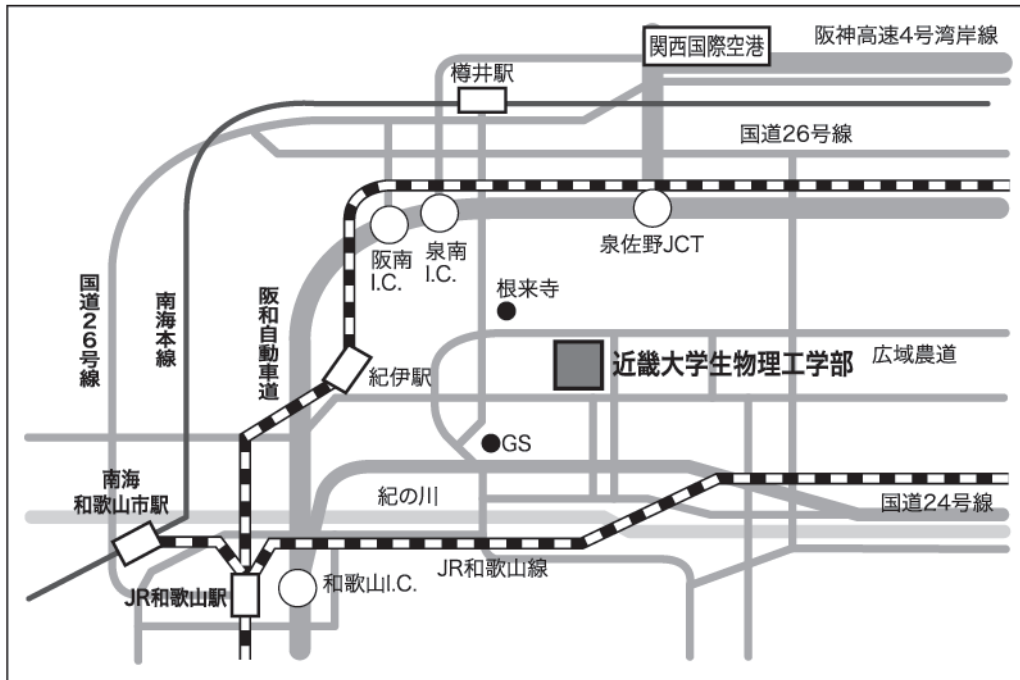 関西国際空港
阪神高速4号湾岸線
樽井駅
国道26号線
泉佐野JCT
阪南
I.C.
泉南
I.C.
国道26号線
南海本線
阪和自動車道
根来寺
広域農道
近畿大学生物理工学部
紀伊駅
GS
南海
和歌山市駅
紀の川
国道24号線
JR和歌山線
JR和歌山駅
和歌山I.C.